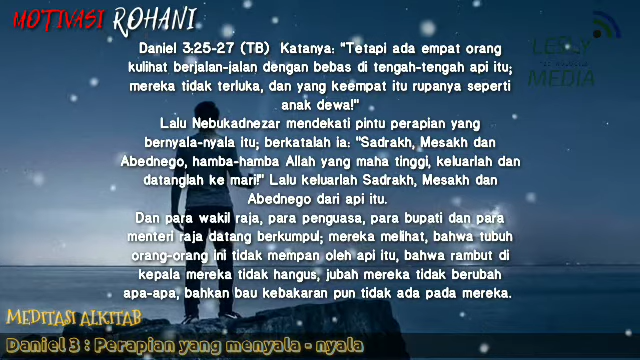 MOTIVASI ROHANI
Daniel 3:25-27 (TB) Katanya: "Tetapi ada empat orang
kulihat berjalan-jalan dengan bebas di tengah-tengah api itu;
mereka tidak terluka, dan yang keempat itu rupanya seperti
anak dewa!"
Lalu Nebukadnezar mendekati pintu perapian yang
bernyala-nyala itu; berkatalah ia: "Sadrakh, Mesakh dan
Abednego, hamba-hamba Allah yang maha tinggi, keluarlah dan
datanglah ke mari!" Lalu keluarlah Sadrakh, Mesakh dan
Abednego dari api itu.
Dan para wakil raja, para penguasa, para bupati dan para
menteri raja datang berkumpul; mereka melihat, bahwa tubuh
orang-orang ini tidak mempan oleh api itu, bahwa rambut di
kepala mereka tidak hangus, jubah mereka tidak berubah
apa-apa, bahkan bau kebakaran pun tidak ada pada mereka.
MEDIA
MEDITASI ALKITAB
Daniel 3 : Perapian yang menyala - nyala